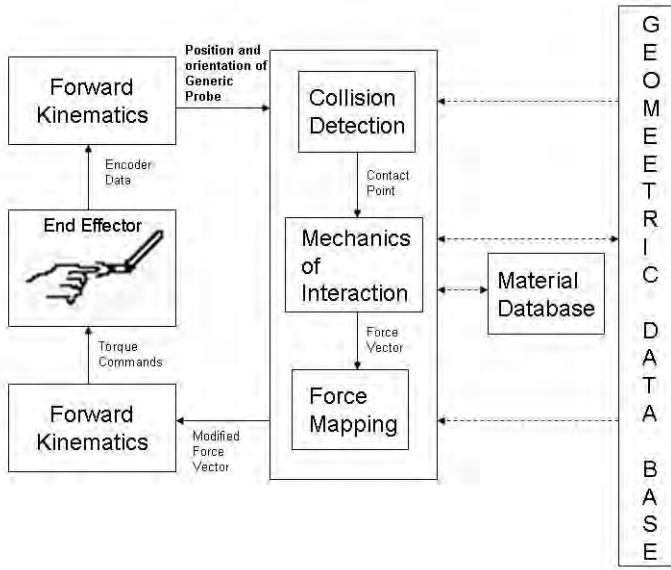 Forward
Kinematics
Position and
orientation of
Generic
Probe
Collision
Detection
Encoder
Data
Contact
Point
End Effector
Mechanics
of
Interaction
Material
Database
Torque
Commands
Force
Vector
Forward
Kinematics
Modified
Force
Vector
Force
Mapping
G
E
O
M
E
E
T
R
I
C
D
A
T
A
B
A
S
E